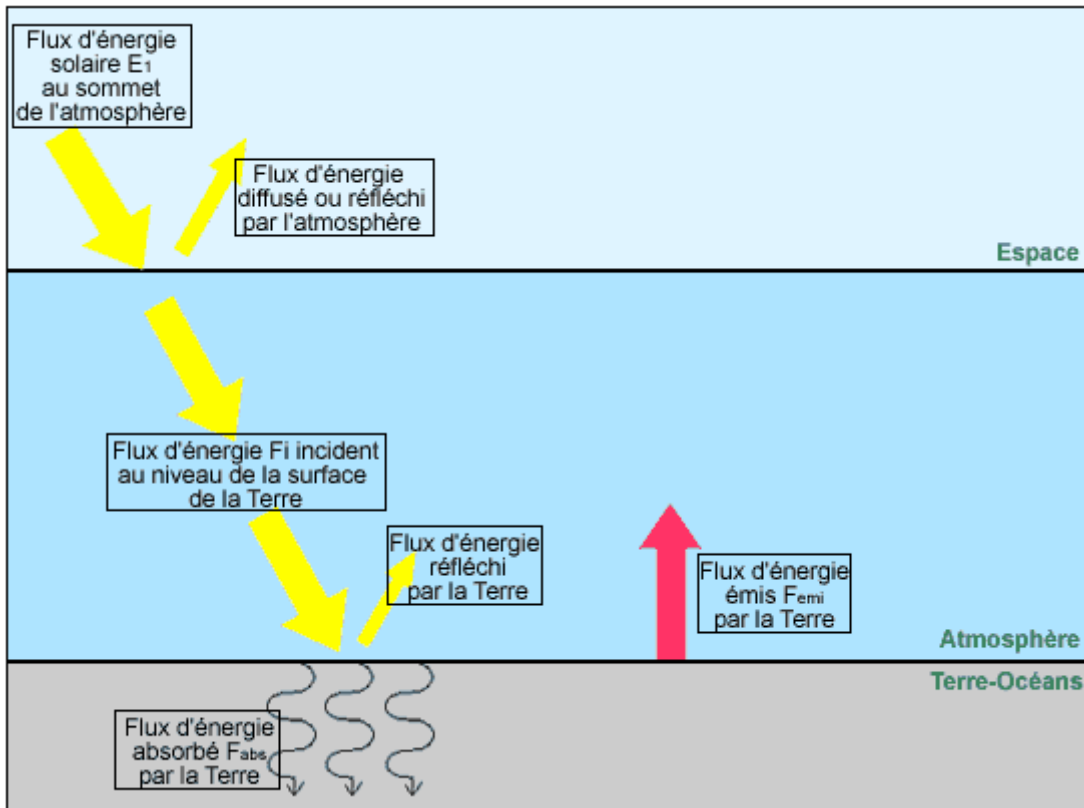 Flux d'énergie
solaire E₁
au sommet
de l'atmosphère
Flux d'énergie
diffusé ou réfléchi
par l'atmosphère
Espace
Flux d'énergie Fi incident
au niveau de la surface
de la Terre
Flux d'énergie
réfléchi
par la Terre
Flux d'énergie
émis Femi
par la Terre
Atmosphère
Terre-Océans
Flux d'énergie
absorbé Fabs
par la Terre